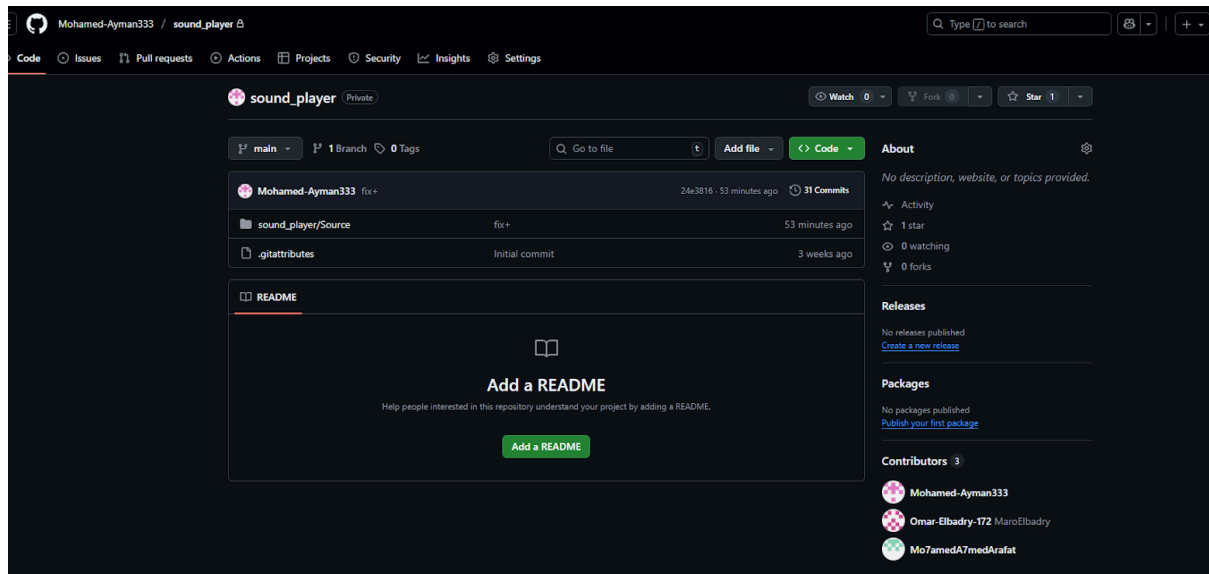 Mohamed-Ayman333 / sound_player
Type / to search
Code Issues Pull requests Actions Projects Security Insights Settings
sound_player Private
Watch 0 Fork 0 Star 1
main 1 Branch 0 Tags Go to file t Add file Code
Mohamed-Ayman333 fix+ 24e3816 · 53 minutes ago 31 Commits
sound_player/Source fix+ 53 minutes ago
.gitattributes Initial commit 3 weeks ago
README
Add a README
Help people interested in this repository understand your project by adding a README.
Add a README
About
No description, website, or topics provided.
Activity
1 star
0 watching
0 forks
Releases
No releases published
Create a new release
Packages
No packages published
Publish your first package
Contributors 3
Mohamed-Ayman333
Omar-Elbadry-172 MaroElbadry
Mo7amedA7medArafat